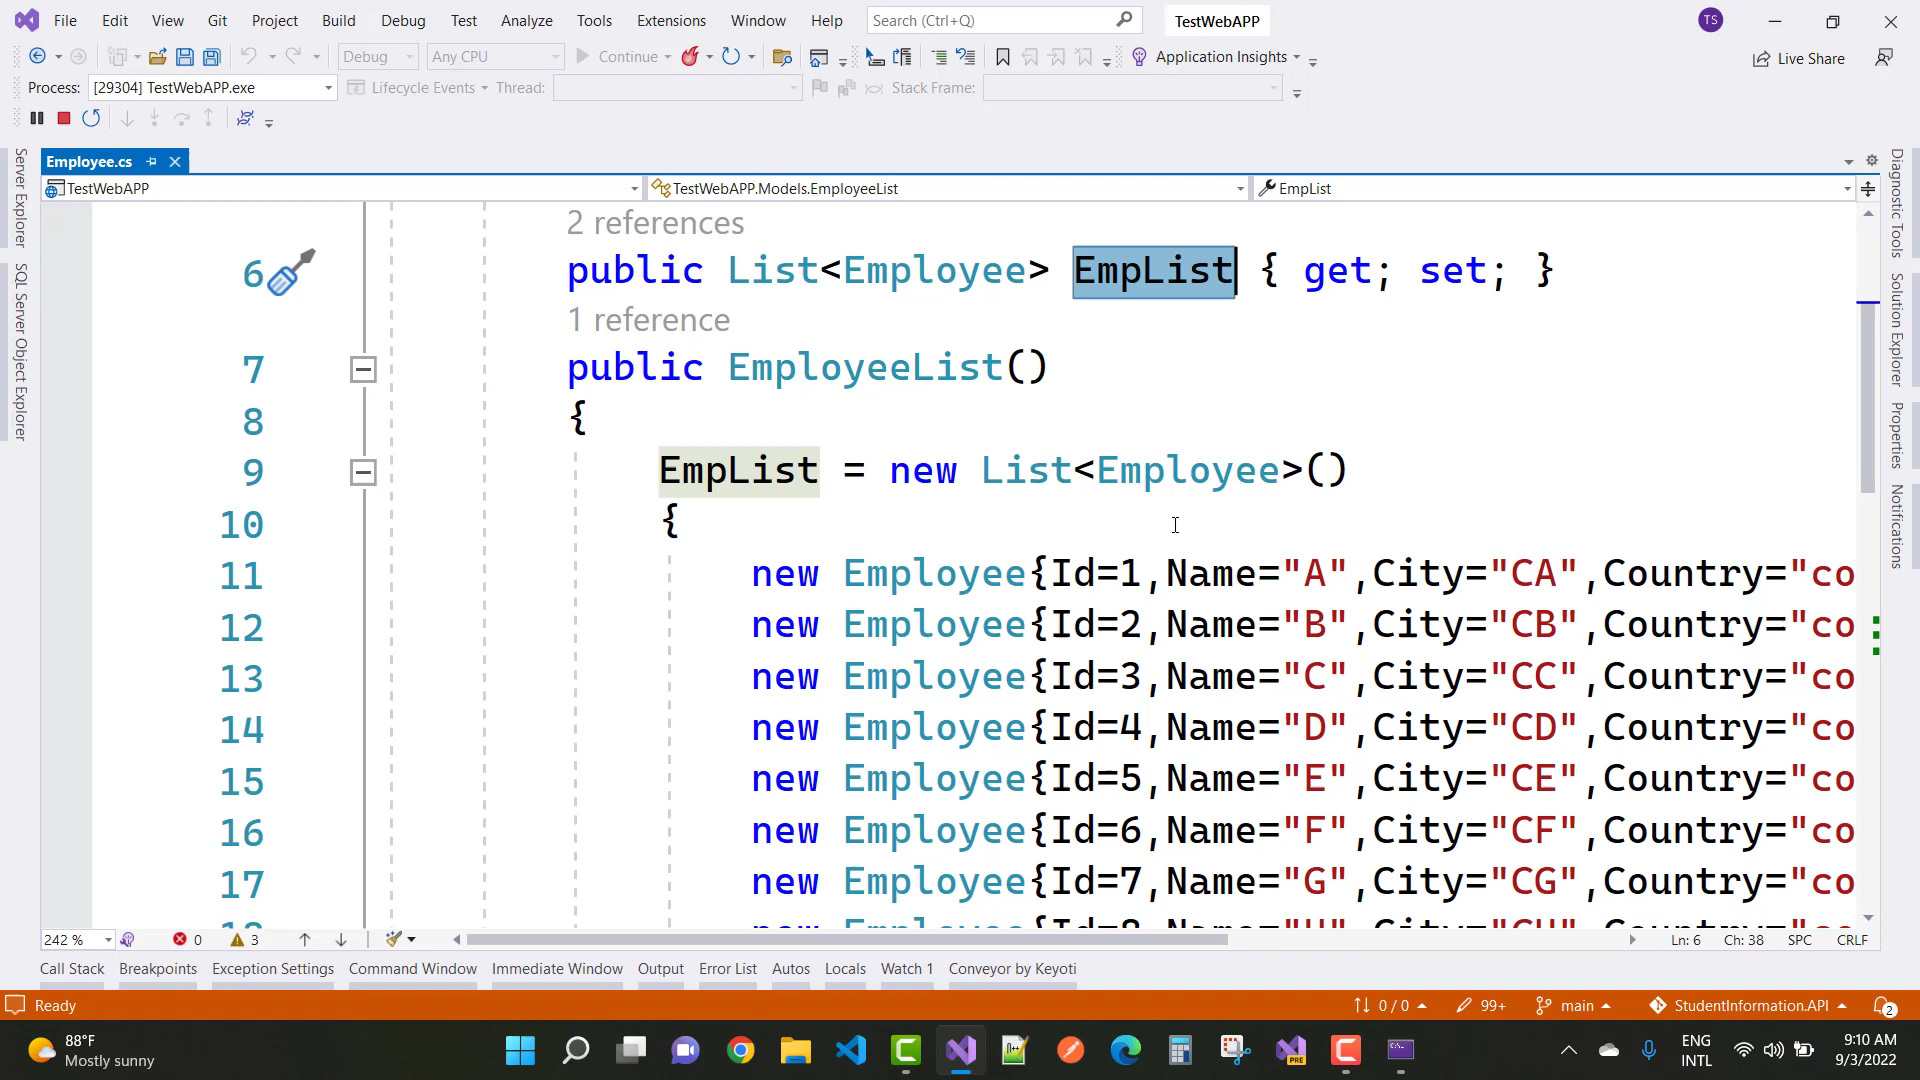 File Edit View Git Project Build Debug Test Analyze Tools Extensions Window Help Search (Ctrl+Q) TestWebAPP TS
Debug Any CPU Continue Application Insights Live Share
Process: [29304] TestWebAPP.exe Lifecycle Events Thread: Stack Frame:
Employee.cs
TestWebAPP TestWebAPP.Models.EmployeeList EmpList
Server Explorer
SQL Server Object Explorer
Diagnostic Tools
Solution Explorer
Properties
Notifications
2 references
6 public List<Employee> EmpList { get; set; }
1 reference
7 public EmployeeList()
8 {
9 EmpList = new List<Employee>()
10 {
11 new Employee{Id=1,Name="A",City="CA",Country="co
12 new Employee{Id=2,Name="B",City="CB",Country="co
13 new Employee{Id=3,Name="C",City="CC",Country="co
14 new Employee{Id=4,Name="D",City="CD",Country="co
15 new Employee{Id=5,Name="E",City="CE",Country="co
16 new Employee{Id=6,Name="F",City="CF",Country="co
17 new Employee{Id=7,Name="G",City="CG",Country="co
242 % 0 3 Ln: 6 Ch: 38 SPC CRLF
Call Stack Breakpoints Exception Settings Command Window Immediate Window Output Error List Autos Locals Watch 1 Conveyor by Keyoti
Ready 0 / 0 99+ main StudentInformation.API 2
88°F
Mostly sunny
PRE
ENG
INTL
9:10 AM
9/3/2022